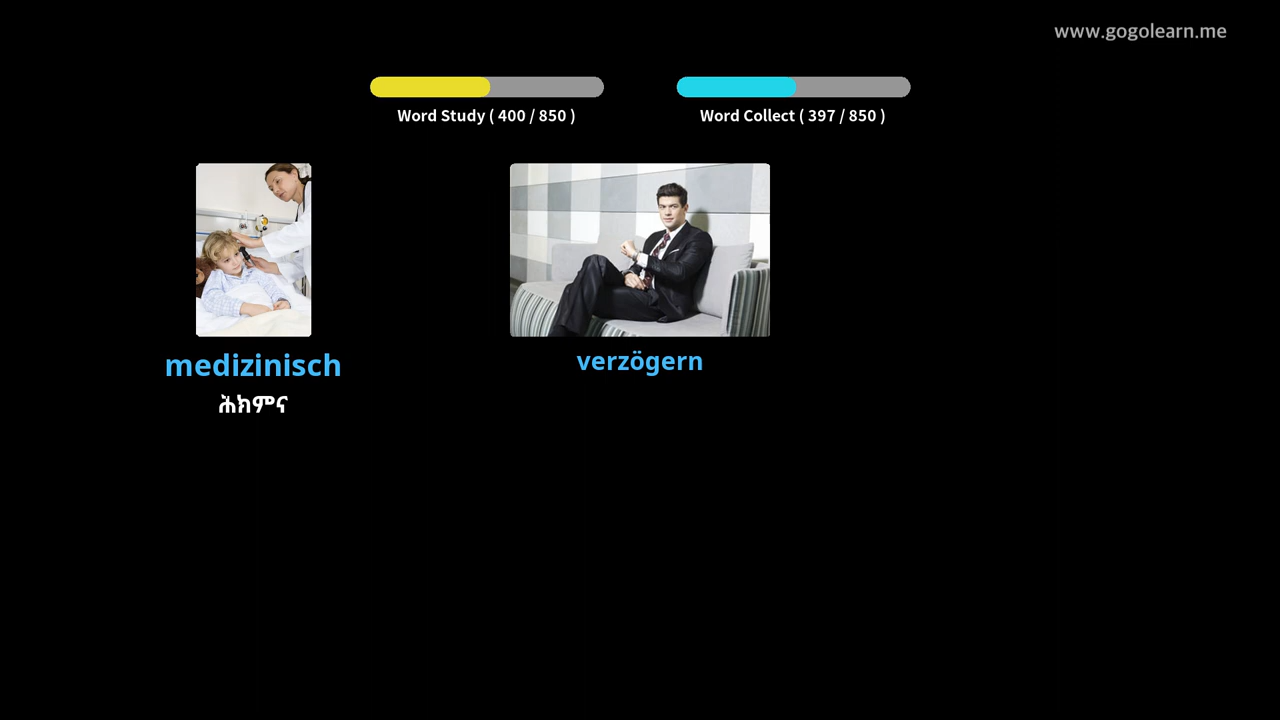 www.gogolearn.me
Word Study ( 400 / 850 )
Word Collect ( 397 / 850 )
medizinisch
ሕክምና
verzögern